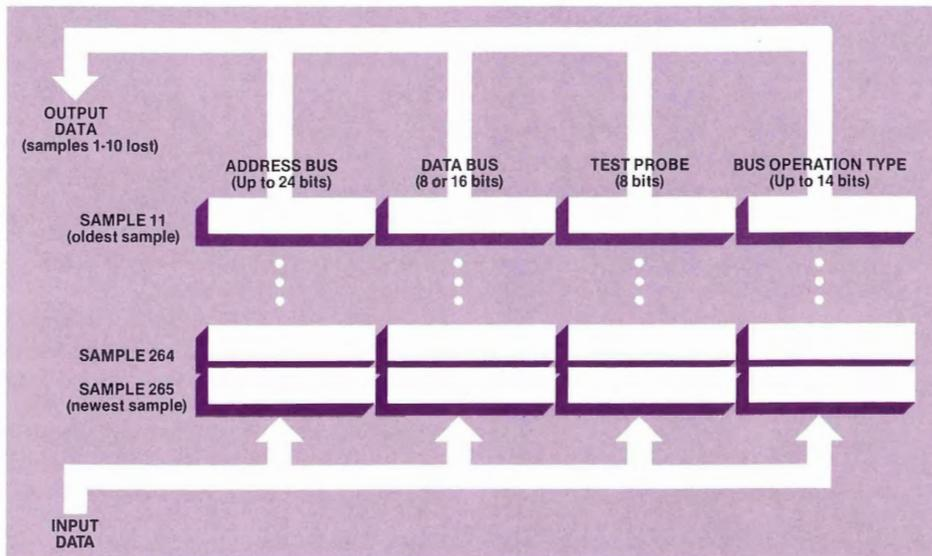 OUTPUT
DATA
(samples 1-10 lost)
ADDRESS BUS
(Up to 24 bits)
DATA BUS
(8 or 16 bits)
TEST PROBE
(8 bits)
BUS OPERATION TYPE
(Up to 14 bits)
SAMPLE 11
(oldest sample)
SAMPLE 264
SAMPLE 265
(newest sample)
INPUT
DATA